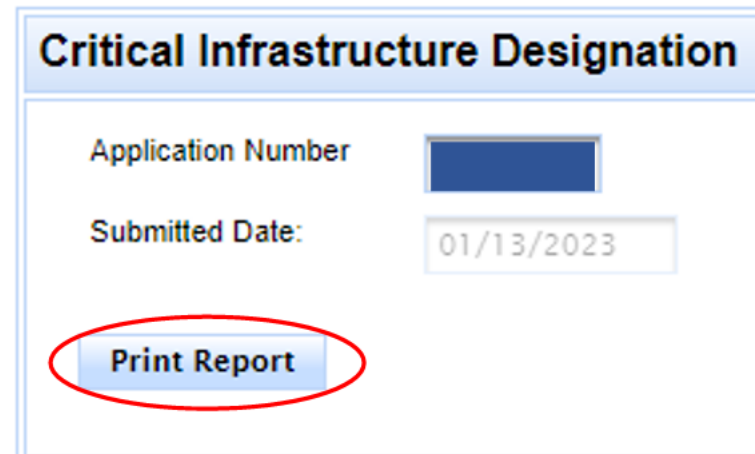 Critical Infrastructure Designation
Application Number
Submitted Date:
01/13/2023
Print Report